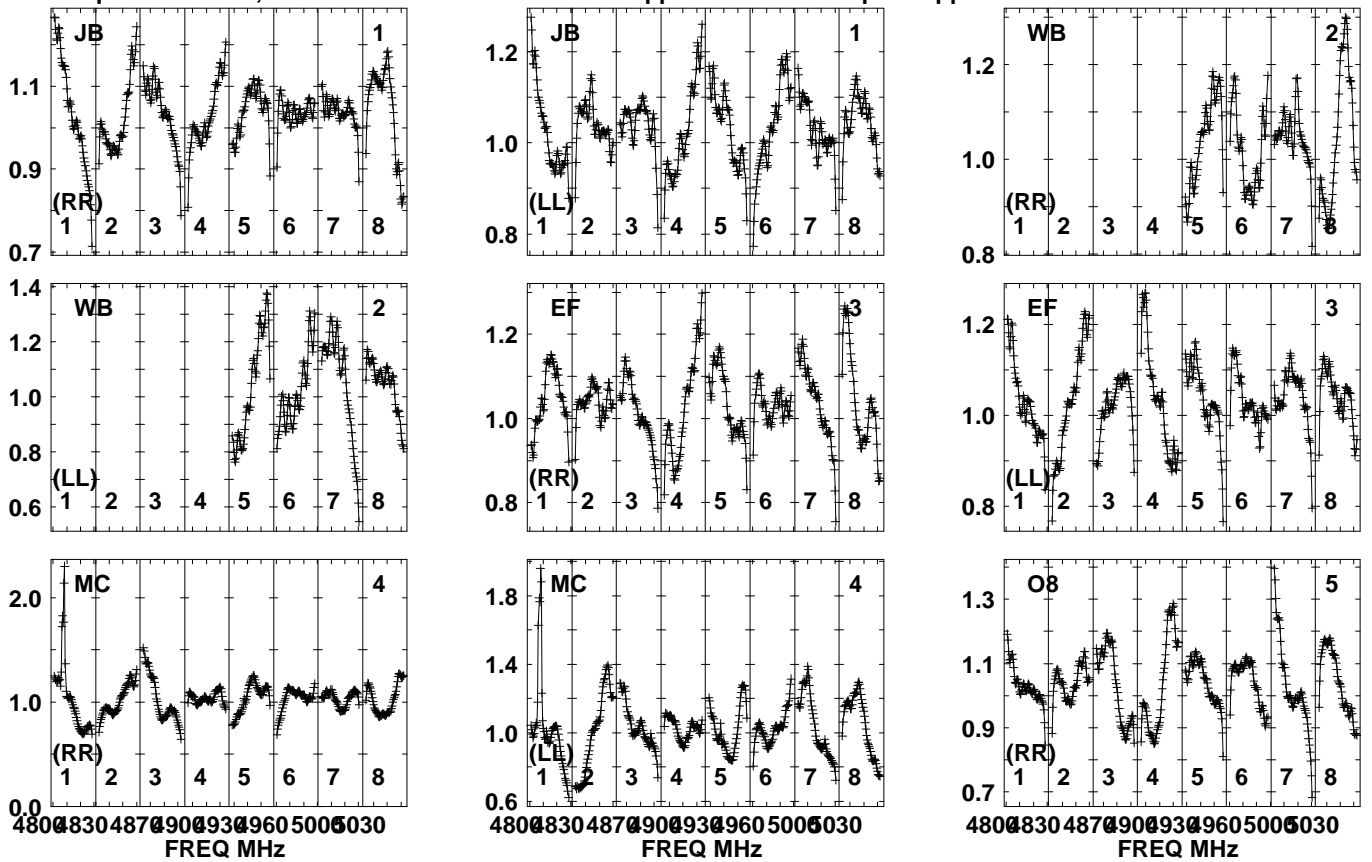 JB 1
1.1
0.9
0.7
(RR)
1 2 3 4 5 6 7 8
JB 1
1.2
1.0
0.8
(LL)
1 2 3 4 5 6 7 8
WB 2
1.2
1.0
0.8
(RR)
1 2 3 4 5 6 7 8
WB 2
1.4
1.2
1.0
0.8
0.6
(LL)
1 2 3 4 5 6 7 8
EF 3
1.2
1.0
0.8
(RR)
1 2 3 4 5 6 7 8
EF 3
1.2
1.0
0.8
(LL)
1 2 3 4 5 6 7 8
MC 4
2.0
1.0
0.0
(RR)
1 2 3 4 5 6 7 8
4800 4830 4870 4900 4930 4960 5000 5030
FREQ MHz
MC 4
1.8
1.4
1.0
0.6
(LL)
1 2 3 4 5 6 7 8
4800 4830 4870 4900 4930 4960 5000 5030
FREQ MHz
O8 5
1.3
1.1
0.9
0.7
(RR)
1 2 3 4 5 6 7 8
4800 4830 4870 4900 4930 4960 5000 5030
FREQ MHz